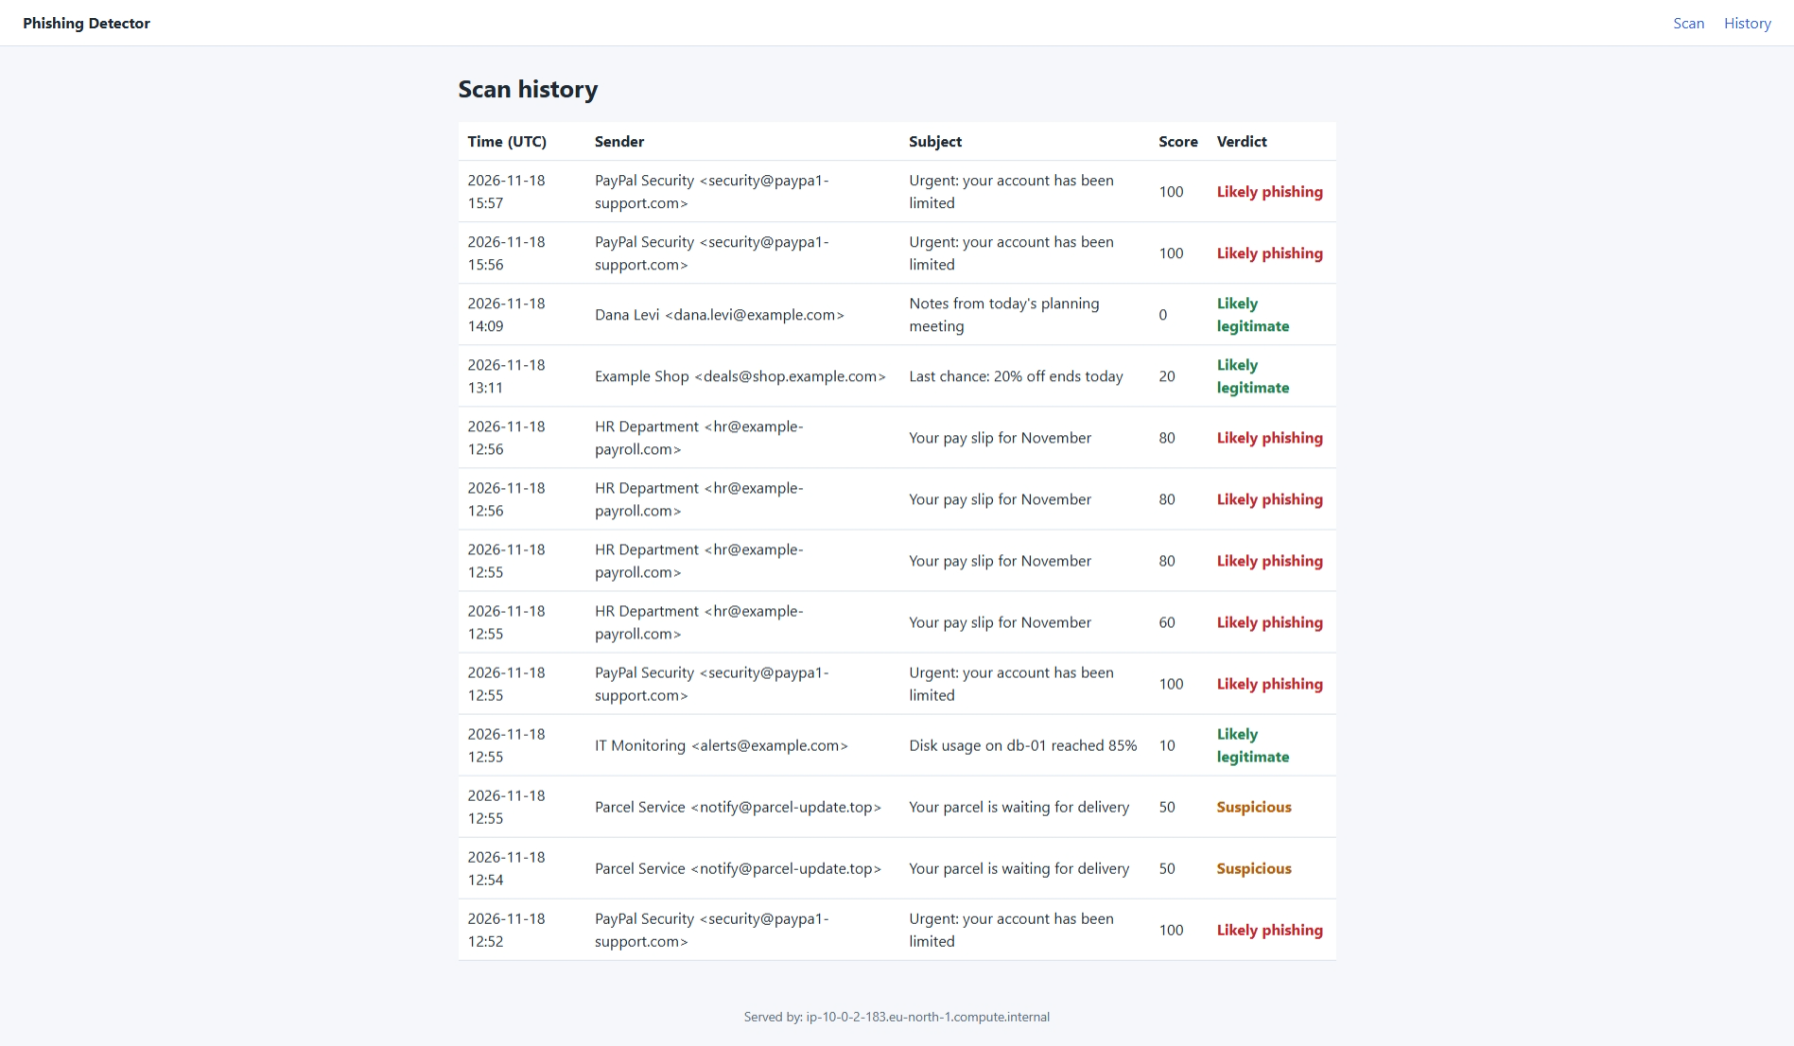 Phishing Detector
Scan History
Scan history
Time (UTC) Sender Subject Score Verdict
2026-11-18 15:57 PayPal Security <security@paypa1-support.com> Urgent: your account has been limited 100 Likely phishing
2026-11-18 15:56 PayPal Security <security@paypa1-support.com> Urgent: your account has been limited 100 Likely phishing
2026-11-18 14:09 Dana Levi <dana.levi@example.com> Notes from today's planning meeting 0 Likely legitimate
2026-11-18 13:11 Example Shop <deals@shop.example.com> Last chance: 20% off ends today 20 Likely legitimate
2026-11-18 12:56 HR Department <hr@example-payroll.com> Your pay slip for November 80 Likely phishing
2026-11-18 12:56 HR Department <hr@example-payroll.com> Your pay slip for November 80 Likely phishing
2026-11-18 12:55 HR Department <hr@example-payroll.com> Your pay slip for November 80 Likely phishing
2026-11-18 12:55 HR Department <hr@example-payroll.com> Your pay slip for November 60 Likely phishing
2026-11-18 12:55 PayPal Security <security@paypa1-support.com> Urgent: your account has been limited 100 Likely phishing
2026-11-18 12:55 IT Monitoring <alerts@example.com> Disk usage on db-01 reached 85% 10 Likely legitimate
2026-11-18 12:55 Parcel Service <notify@parcel-update.top> Your parcel is waiting for delivery 50 Suspicious
2026-11-18 12:54 Parcel Service <notify@parcel-update.top> Your parcel is waiting for delivery 50 Suspicious
2026-11-18 12:52 PayPal Security <security@paypa1-support.com> Urgent: your account has been limited 100 Likely phishing
Served by: ip-10-0-2-183.eu-north-1.compute.internal